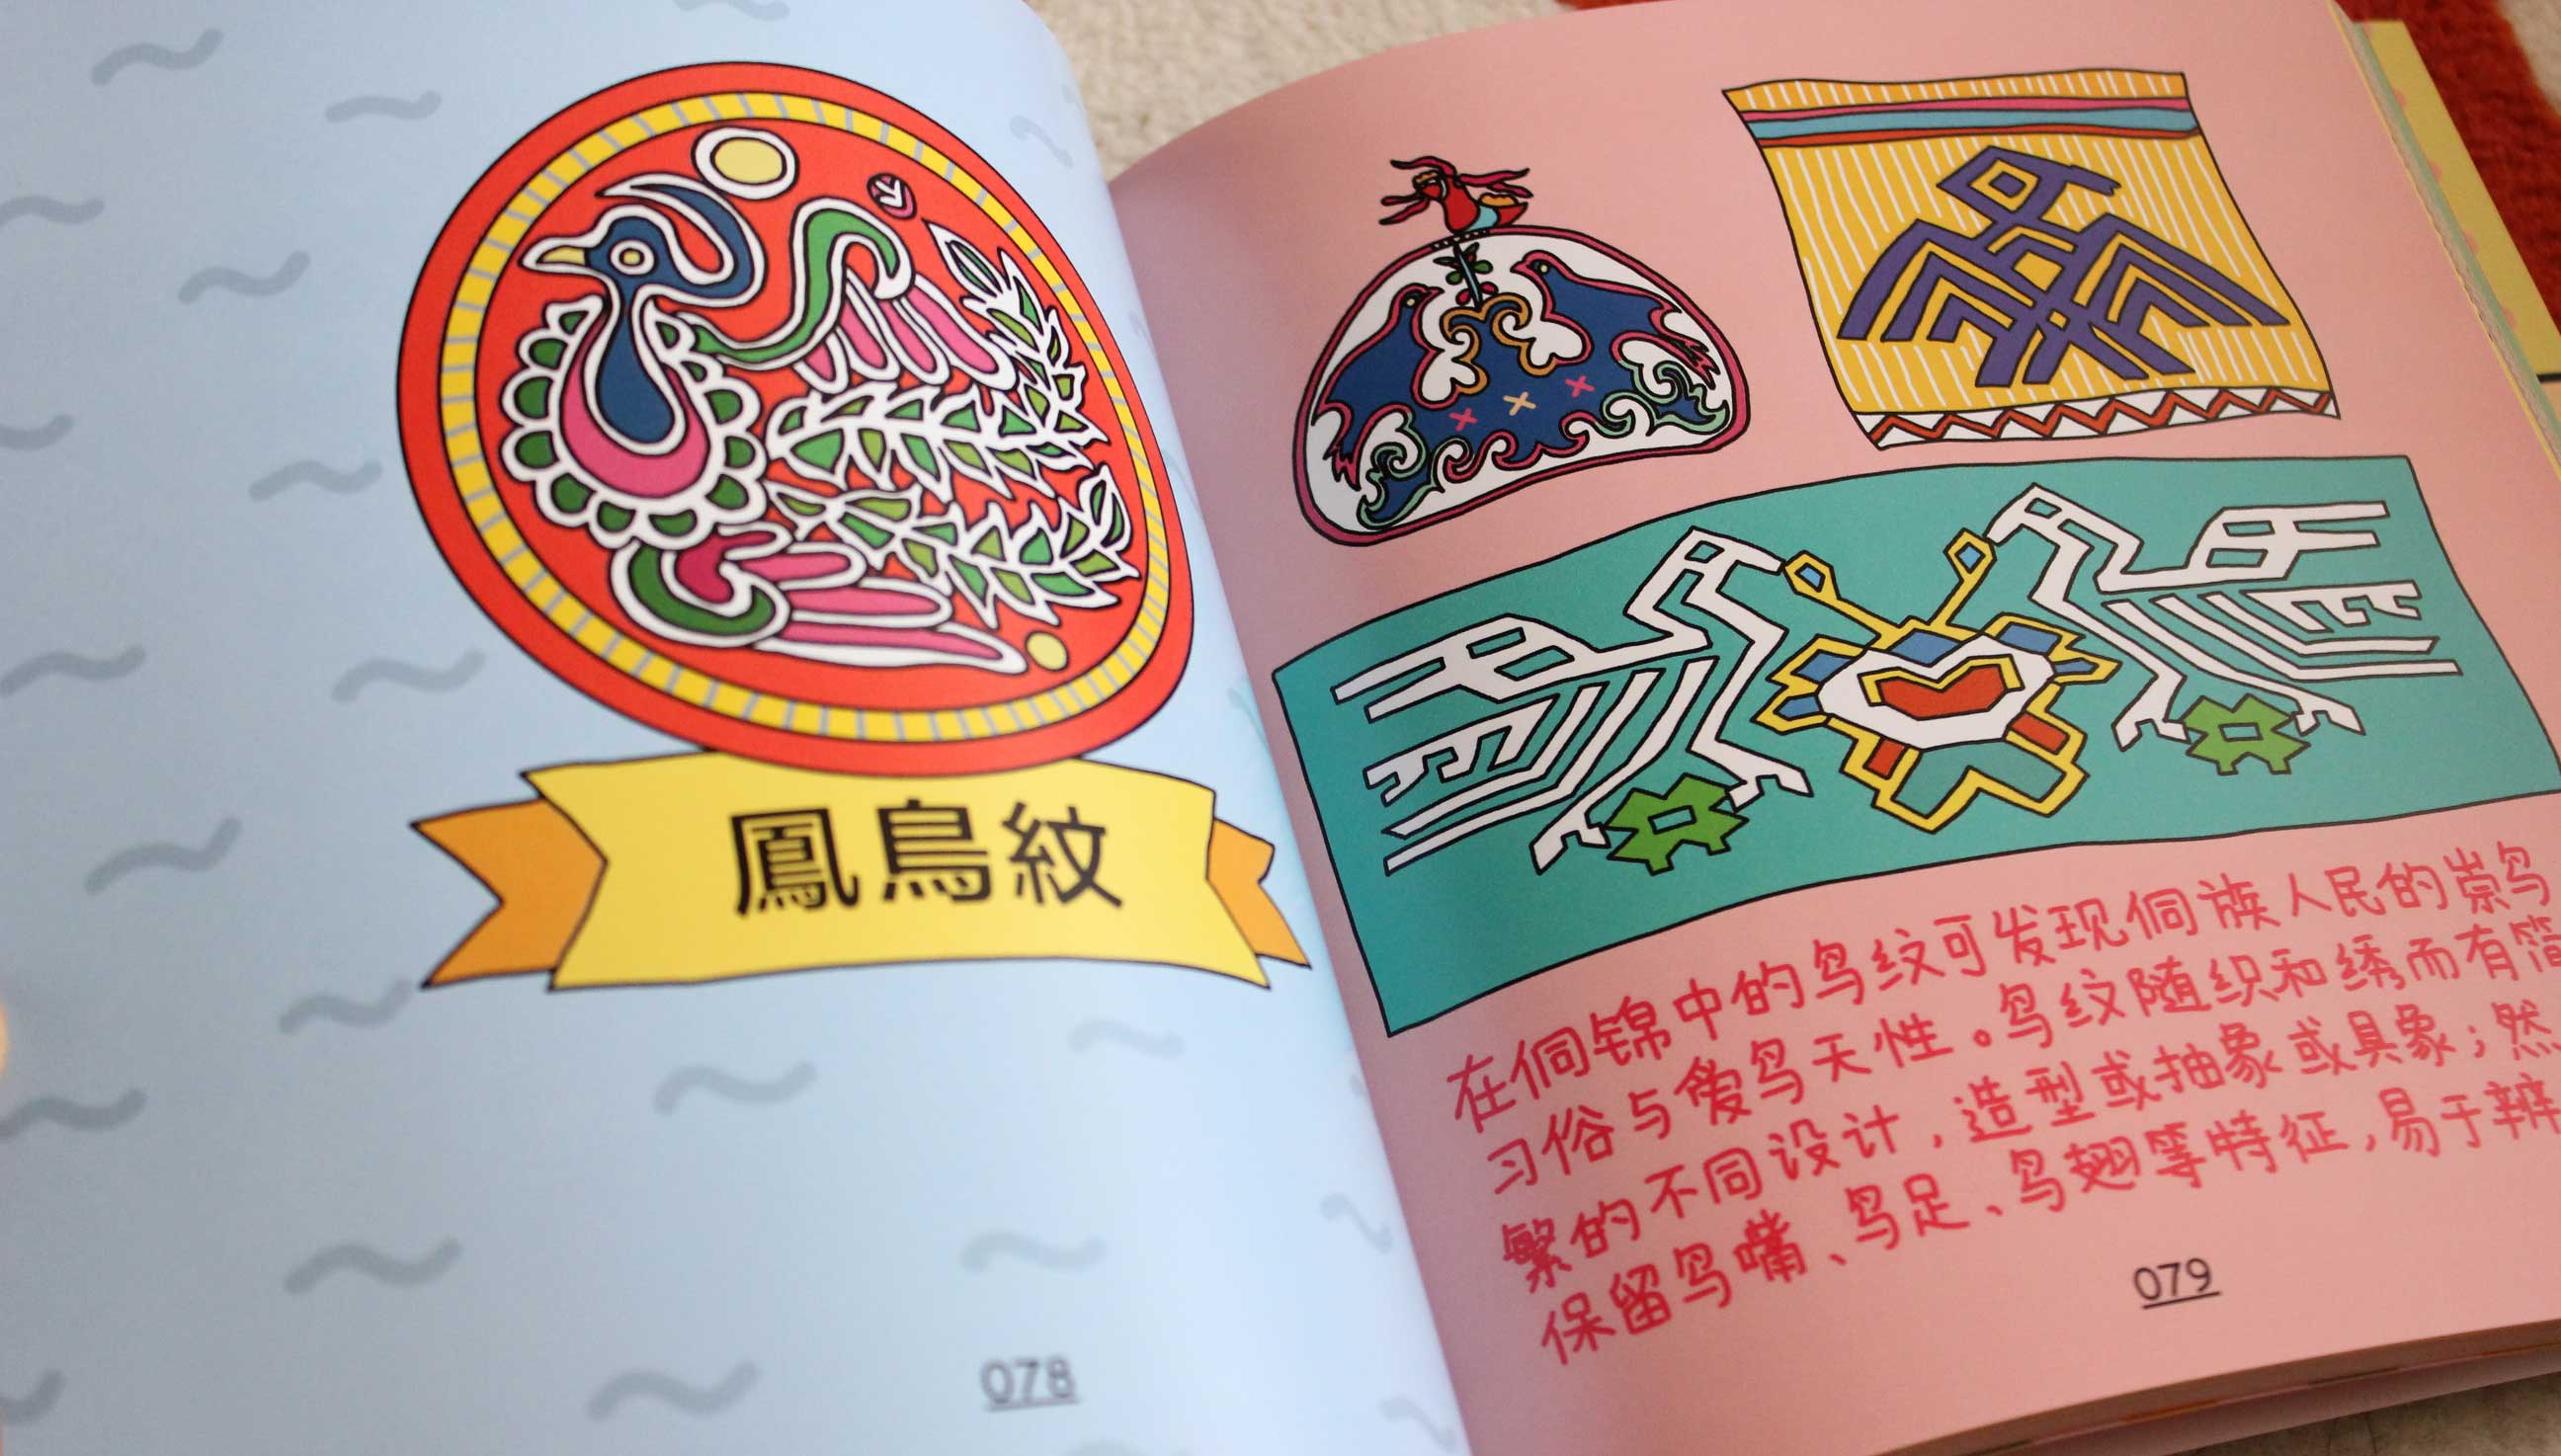 鳳鳥紋
078
在侗锦中的鸟纹可发现侗族人民的崇鸟
习俗与爱鸟天性。鸟纹随织和绣而有简
繁的不同设计，造型或抽象或具象；然
保留鸟嘴、鸟足、鸟翅等特征，易于辨
079